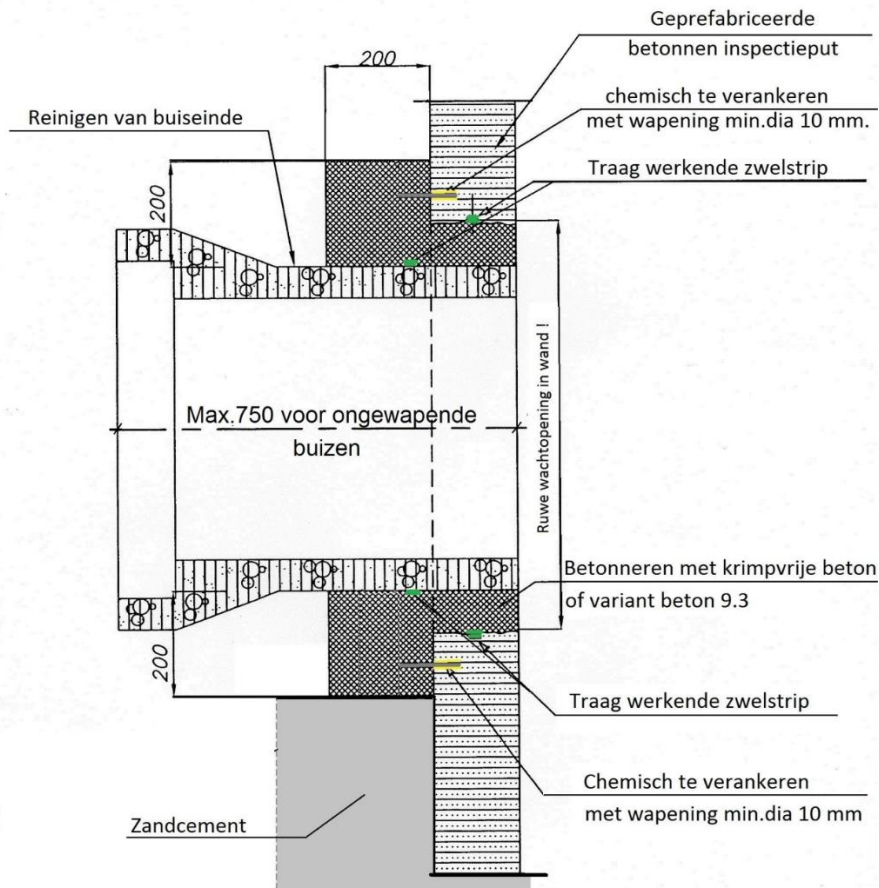 Geprefabriceerde
betonnen inspectieput
200
chemisch te verankeren
met wapening min.dia 10 mm.
Reinigen van buiseinde
Traag werkende zwelstrip
200
Max.750 voor ongewapende
buizen
Ruwe wachtopening in wand !
Betonneren met krimpvrije beton
of variant beton 9.3
200
Traag werkende zwelstrip
Chemisch te verankeren
met wapening min.dia 10 mm
Zandcement